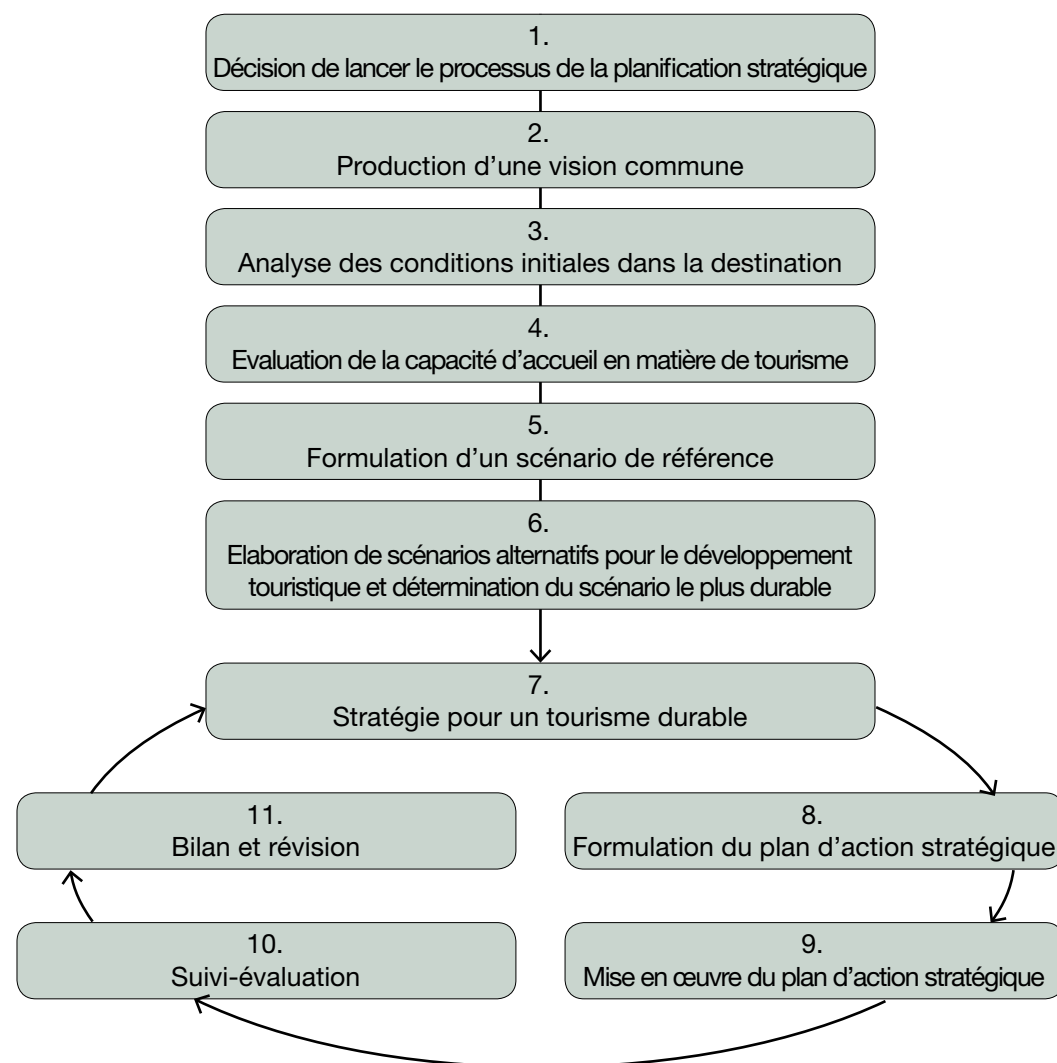 1.
Décision de lancer le processus de la planification stratégique
2.
Production d’une vision commune
3.
Analyse des conditions initiales dans la destination
4.
Evaluation de la capacité d’accueil en matière de tourisme
5.
Formulation d’un scénario de référence
6.
Elaboration de scénarios alternatifs pour le développement
touristique et détermination du scénario le plus durable
7.
Stratégie pour un tourisme durable
8.
Formulation du plan d’action stratégique
9.
Mise en œuvre du plan d’action stratégique
10.
Suivi-évaluation
11.
Bilan et révision